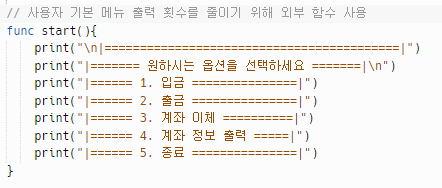 // 사용자 기본 메뉴 출력 횟수를 줄이기 위해 외부 함수 사용
func start(){
    print("\n|==========================================|")
    print("|======= 원하시는 옵션을 선택하세요 =======|\n")
    print("|====== 1. 입금 ===============|")
    print("|====== 2. 출금 ===============|")
    print("|====== 3. 계좌 이체 ==========|")
    print("|====== 4. 계좌 정보 출력 =====|")
    print("|====== 5. 종료 ===============|")
}